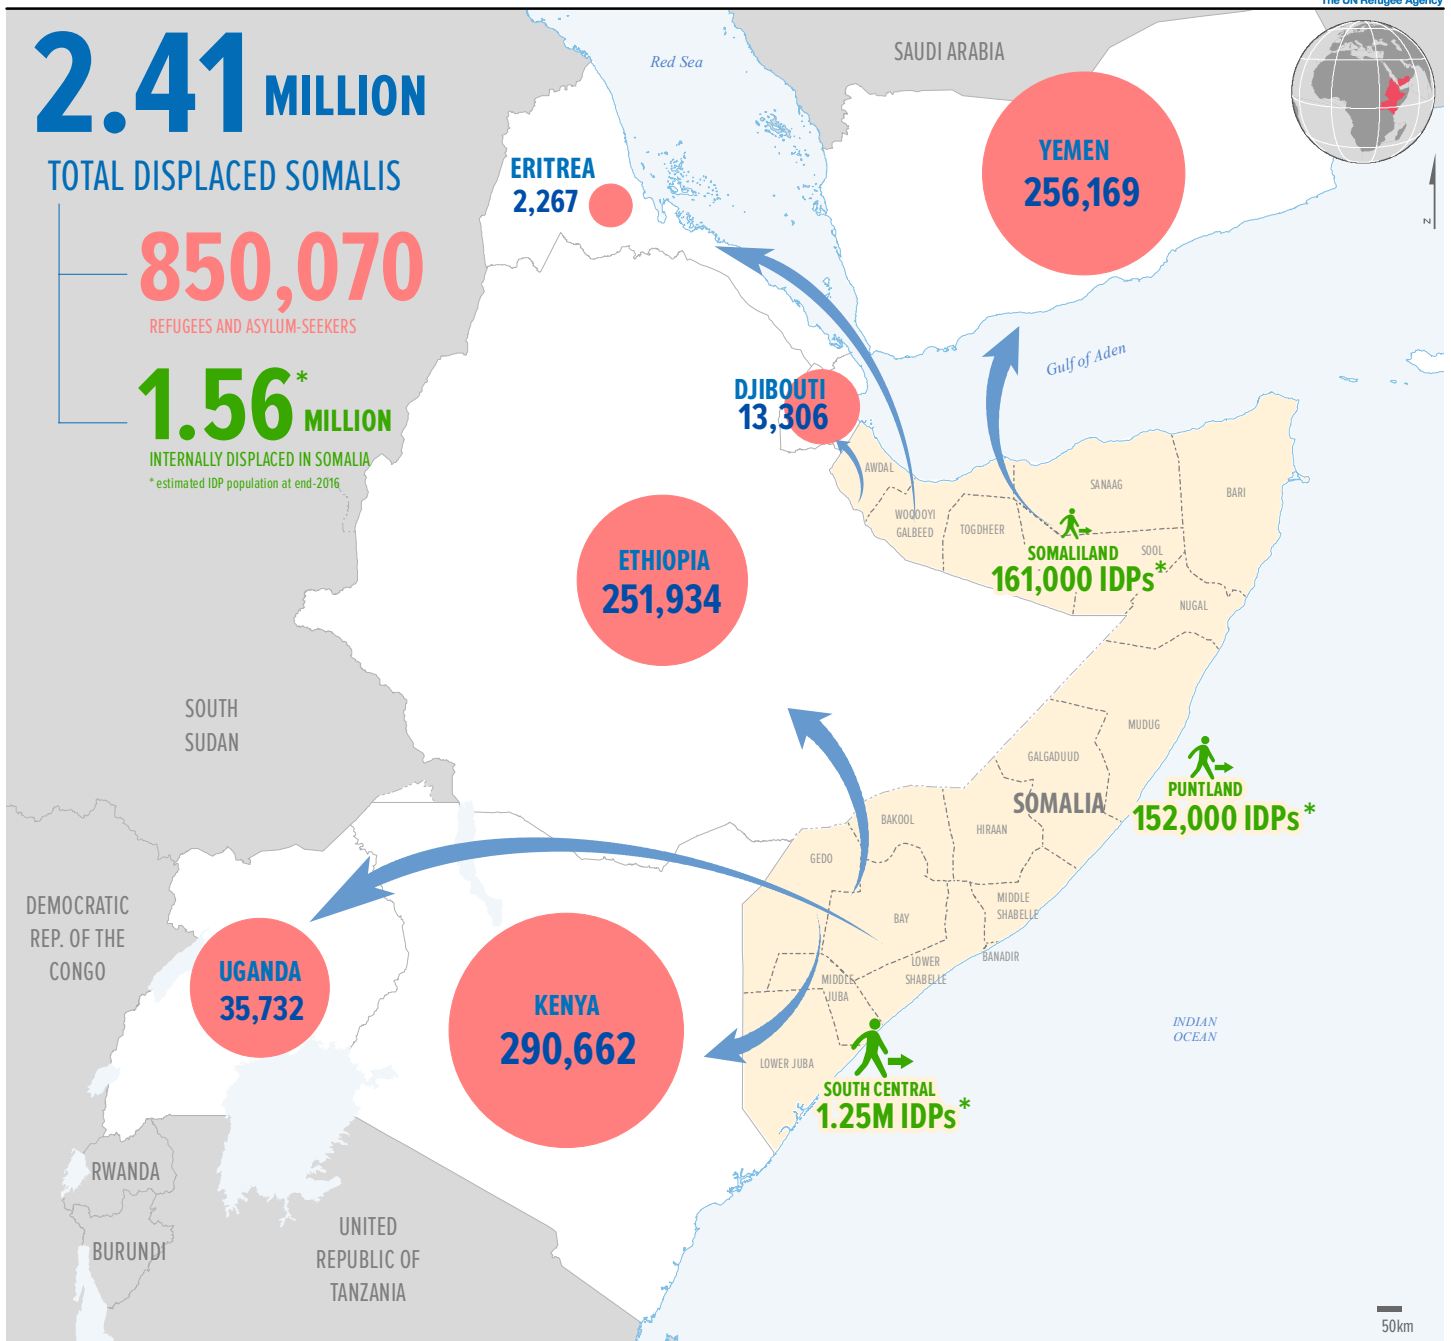 The UN Refugee Agency
2.41 MILLION
TOTAL DISPLACED SOMALIS
850,070
REFUGEES AND ASYLUM-SEEKERS
1.56* MILLION
INTERNALLY DISPLACED IN SOMALIA
* estimated IDP population at end-2016
Red Sea
SAUDI ARABIA
ERITREA
2,267
YEMEN
256,169
N
Gulf of Aden
DJIBOUTI
13,306
AWDAL
WOQOOYI
GALBEED
TOGDHEER
SANAAG
BARI
SOOL
SOMALILAND
161,000 IDPs*
NUGAL
ETHIOPIA
251,934
SOUTH
SUDAN
MUDUG
GALGADUUD
SOMALIA
PUNTLAND
152,000 IDPs*
BAKOOL
HIRAAN
GEDO
BAY
MIDDLE
SHABELLE
BANADIR
LOWER
SHABELLE
MIDDLE
JUBA
LOWER JUBA
DEMOCRATIC
REP. OF THE
CONGO
UGANDA
35,732
KENYA
290,662
INDIAN
OCEAN
SOUTH CENTRAL
1.25M IDPs*
RWANDA
BURUNDI
UNITED
REPUBLIC OF
TANZANIA
50km